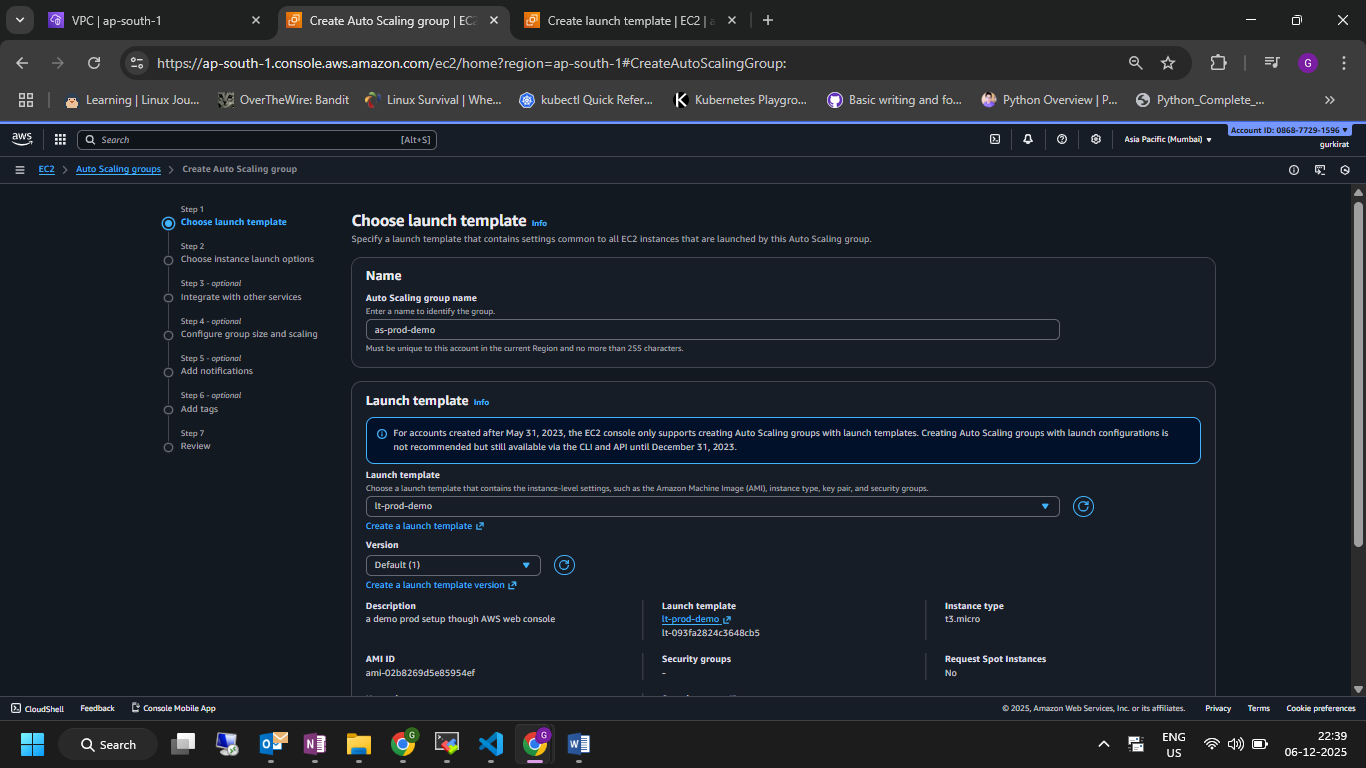 VPC | ap-south-1
Create Auto Scaling group | EC2
Create launch template | EC2 | a
https://ap-south-1.console.aws.amazon.com/ec2/home?region=ap-south-1#CreateAutoScalingGroup:
G
Learning | Linux Jou...
OverTheWire: Bandit
Linux Survival | Whe...
kubectl Quick Refer...
Kubernetes Playgro...
Basic writing and fo...
Python Overview | P...
Python_Complete_...
aws
Search
[Alt+S]
Asia Pacific (Mumbai)
Account ID: 0868-7729-1596
gurkirat
EC2
Auto Scaling groups
Create Auto Scaling group
Step 1
Choose launch template
Step 2
Choose instance launch options
Step 3 - optional
Integrate with other services
Step 4 - optional
Configure group size and scaling
Step 5 - optional
Add notifications
Step 6 - optional
Add tags
Step 7
Review
Choose launch template Info
Specify a launch template that contains settings common to all EC2 instances that are launched by this Auto Scaling group.
Name
Auto Scaling group name
Enter a name to identify the group.
as-prod-demo
Must be unique to this account in the current Region and no more than 255 characters.
Launch template Info
For accounts created after May 31, 2023, the EC2 console only supports creating Auto Scaling groups with launch templates. Creating Auto Scaling groups with launch configurations is
not recommended but still available via the CLI and API until December 31, 2023.
Launch template
Choose a launch template that contains the instance-level settings, such as the Amazon Machine Image (AMI), instance type, key pair, and security groups.
lt-prod-demo
Create a launch template
Version
Default (1)
Create a launch template version
Description
a demo prod setup though AWS web console
Launch template
lt-prod-demo
lt-093fa2824c3648cb5
Instance type
t3.micro
AMI ID
ami-02b8269d5e85954ef
Security groups
-
Request Spot Instances
No
CloudShell
Feedback
Console Mobile App
© 2025, Amazon Web Services, Inc. or its affiliates.
Privacy
Terms
Cookie preferences
Search
ENG
US
22:39
06-12-2025